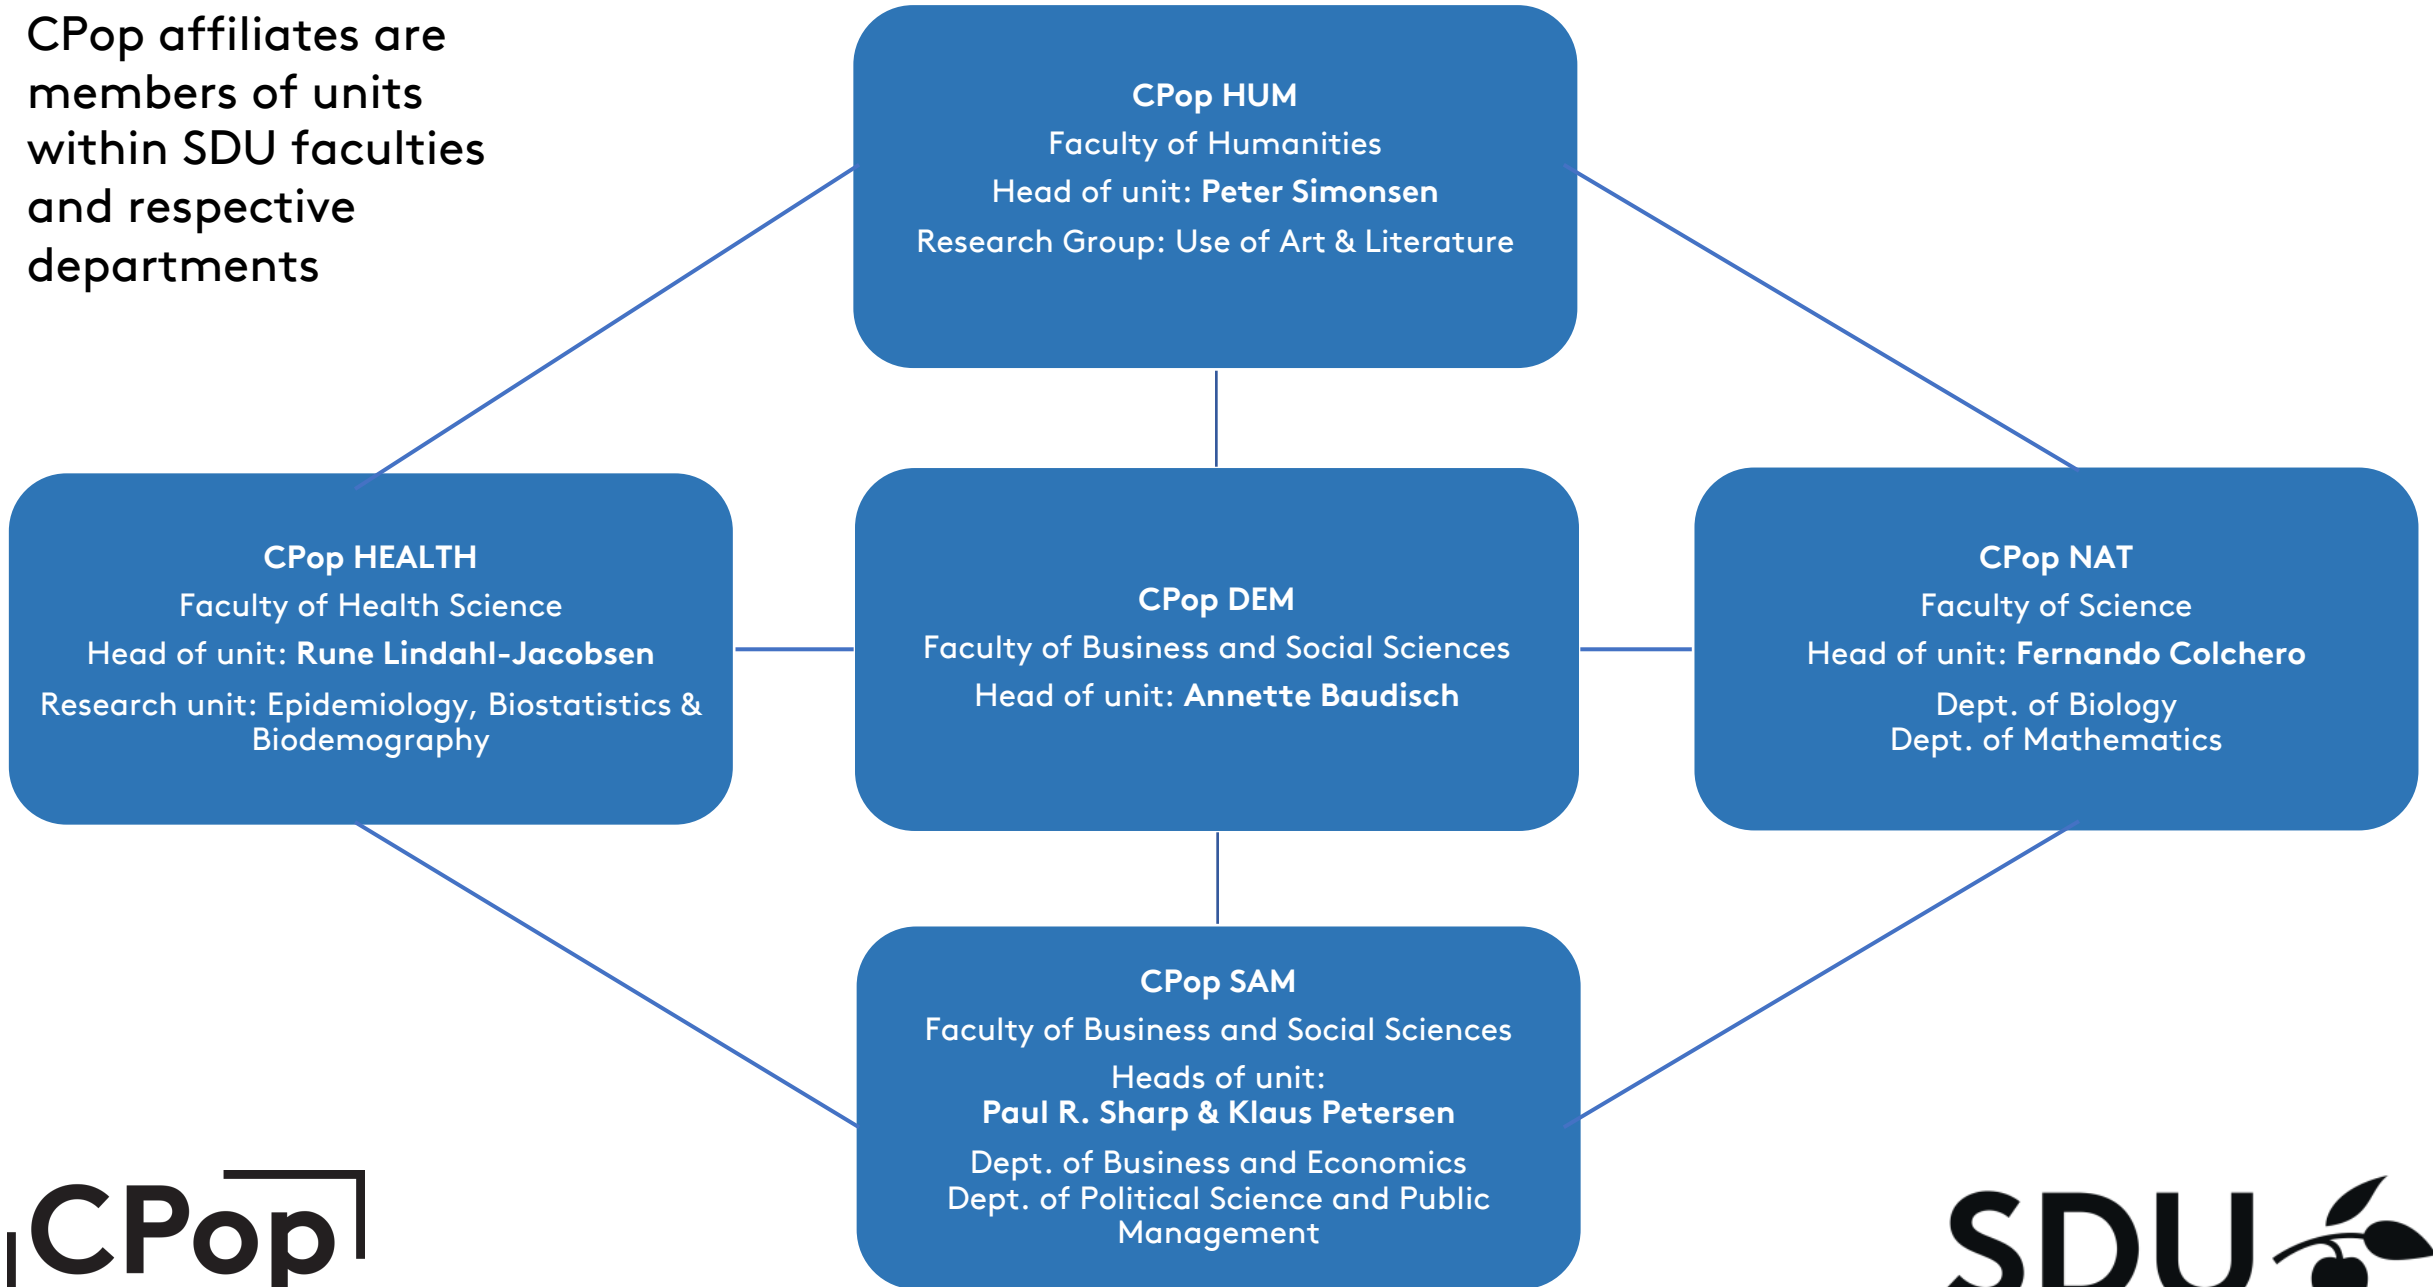 CPop affiliates are
members of units
within SDU faculties
and respective
departments
CPop HUM
Faculty of Humanities
Head of unit: Peter Simonsen
Research Group: Use of Art & Literature
CPop HEALTH
Faculty of Health Science
Head of unit: Rune Lindahl-Jacobsen
Research unit: Epidemiology, Biostatistics &
Biodemography
CPop DEM
Faculty of Business and Social Sciences
Head of unit: Annette Baudisch
CPop NAT
Faculty of Science
Head of unit: Fernando Colchero
Dept. of Biology
Dept. of Mathematics
CPop SAM
Faculty of Business and Social Sciences
Heads of unit:
Paul R. Sharp & Klaus Petersen
Dept. of Business and Economics
Dept. of Political Science and Public
Management
CPop
SDU